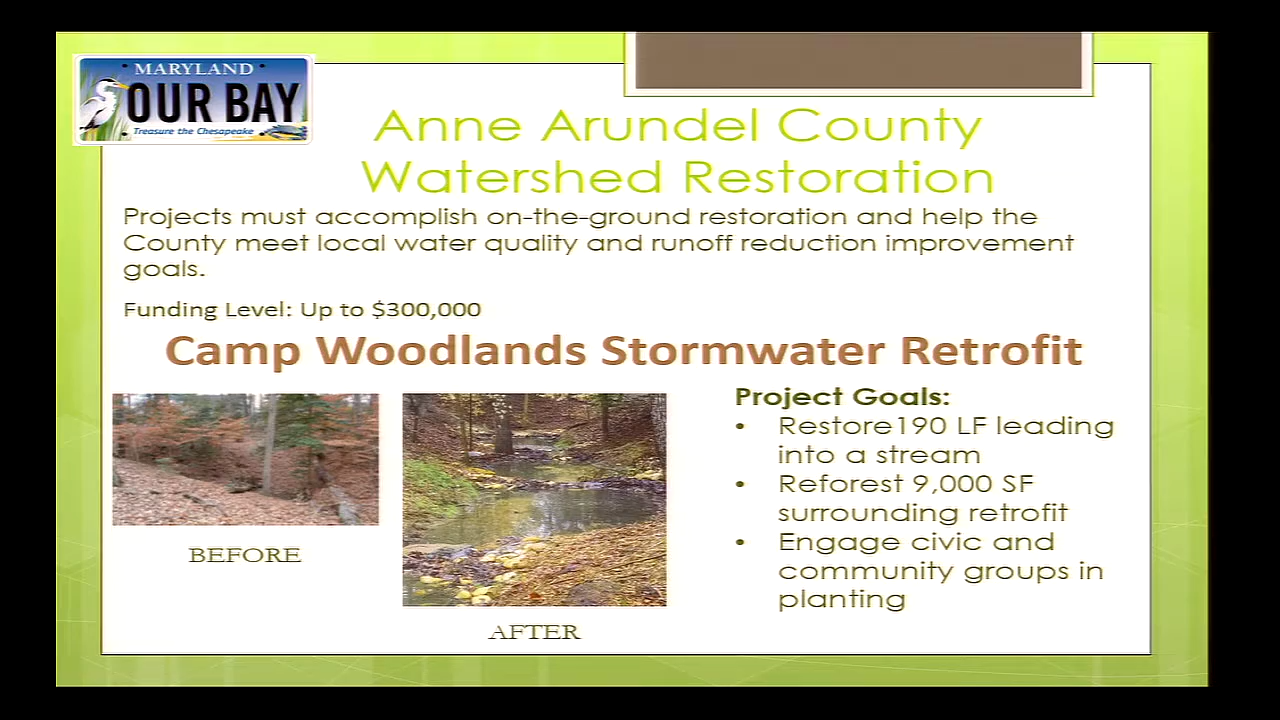 MARYLAND
OUR BAY
Treasure the Chesapeake
Anne Arundel County
Watershed Restoration
Projects must accomplish on-the-ground restoration and help the
County meet local water quality and runoff reduction improvement
goals.
Funding Level: Up to $300,000
Camp Woodlands Stormwater Retrofit
Project Goals:
• Restore190 LF leading
into a stream
• Reforest 9,000 SF
surrounding retrofit
• Engage civic and
community groups in
planting
BEFORE
AFTER